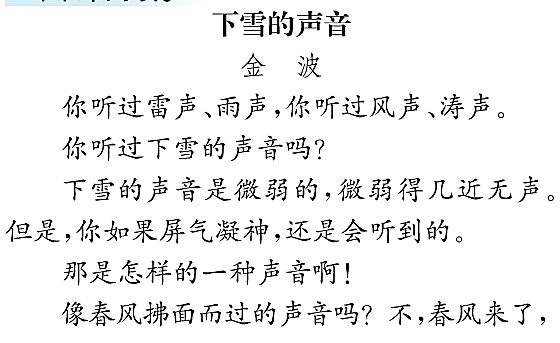 下雪的声音
金 波
你听过雷声、雨声,你听过风声、涛声。
你听过下雪的声音吗?
下雪的声音是微弱的,微弱得几近无声。
但是,你如果屏气凝神,还是会听到的。
那是怎样的一种声音啊!
像春风拂面而过的声音吗? 不,春风来了,